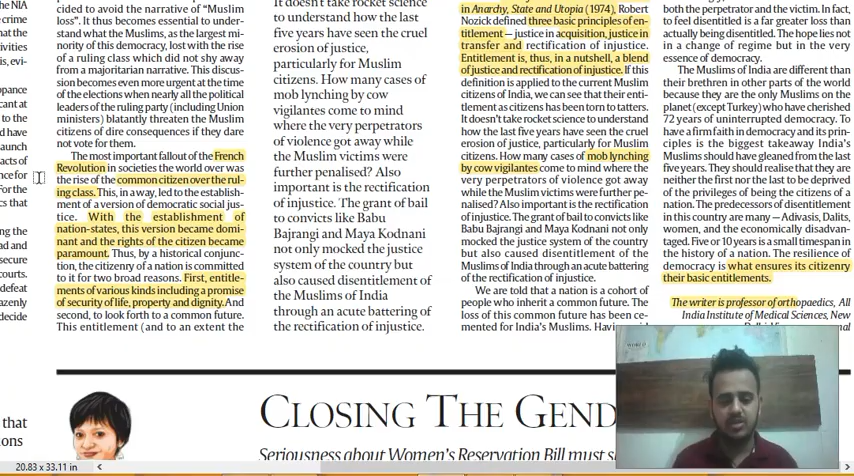 the NIA
e crime
hat the
tivities
is, evi-
opance
cant at
to the
d have
aunch
acts of
nce for
For the
cs that
ng the
ad and
secure
courts.
defeat
azenly
decide
that
ons
cided to avoid the narrative of "Muslim
loss". It thus becomes essential to under-
stand what the Muslims, as the largest mi-
nority of this democracy, lost with the rise
of a ruling class which did not shy away
from a majoritarian narrative. This discus-
sion becomes even more urgent at the time
of the elections when nearly all the political
leaders of the ruling party (including Union
ministers) blatantly threaten the Muslim
citizens of dire consequences if they dare
not vote for them.
The most important fallout of the French
Revolution in societies the world over was
the rise of the common citizen over the rul-
ing class. This, in a way, led to the establish-
ment of a version of democratic social jus-
tice. With the establishment of
nation-states, this version became domi-
nant and the rights of the citizen became
paramount. Thus, by a historical conjunc-
tion, the citizenry of a nation is committed
to it for two broad reasons. First, entitle-
ments of various kinds including a promise
of security of life, property and dignity. And
second, to look forth to a common future.
This entitlement (and to an extent the
It doesn't take rocket science
to understand how the last
five years have seen the cruel
erosion of justice,
particularly for Muslim
citizens. How many cases of
mob lynching by cow
vigilantes come to mind
where the very perpetrators
of violence got away while
the Muslim victims were
further penalised? Also
important is the rectification
of injustice. The grant of bail
to convicts like Babu
Bajrangi and Maya Kodnani
not only mocked the justice
system of the country but
also caused disentitlement of
the Muslims of India
through an acute battering of
the rectification of injustice.
in Anarchy, State and Utopia (1974), Robert
Nozick defined three basic principles of en-
titlement — justice in acquisition, justice in
transfer and rectification of injustice.
Entitlement is, thus, in a nutshell, a blend
of justice and rectification of injustice. If this
definition is applied to the current Muslim
citizens of India, we can see that their enti-
tlement as citizens has been torn to tatters.
It doesn't take rocket science to understand
how the last five years have seen the cruel
erosion of justice, particularly for Muslim
citizens. How many cases of mob lynching
by cow vigilantes come to mind where the
very perpetrators of violence got away
while the Muslim victims were further pe-
nalised? Also important is the rectification
of injustice. The grant of bail to convicts like
Babu Bajrangi and Maya Kodnani not only
mocked the justice system of the country
but also caused disentitlement of the
Muslims of India through an acute battering
of the rectification of injustice.
We are told that a nation is a cohort of
people who inherit a common future. The
loss of this common future has been ce-
mented for India's Muslims.
both the perpetrator and the victim. In fact,
to feel disentitled is a far greater loss than
actually being disentitled. The hope lies not
in a change of regime but in the very
essence of democracy.
The Muslims of India are different than
their brethren in other parts of the world
because they are the only Muslims on the
planet (except Turkey) who have cherished
72 years of uninterrupted democracy. To
have a firm faith in democracy and its prin-
ciples is the biggest takeaway India's
Muslims should have gleaned from the last
five years. They should realise that they are
neither the first nor the last to be deprived
of the privileges of being the citizens of a
nation. The predecessors of disentitlement
in this country are many — Adivasis, Dalits,
women, and the economically disadvan-
taged. Five or 10 years is a small timespan in
the history of a nation. The resilience of
democracy is what ensures its citizenry
their basic entitlements.
The writer is professor of orthopaedics, All
India Institute of Medical Sciences, New
CLOSING THE GEND
Seriousness about Women's Reservation Bill must s
20.83 x 33.11 in